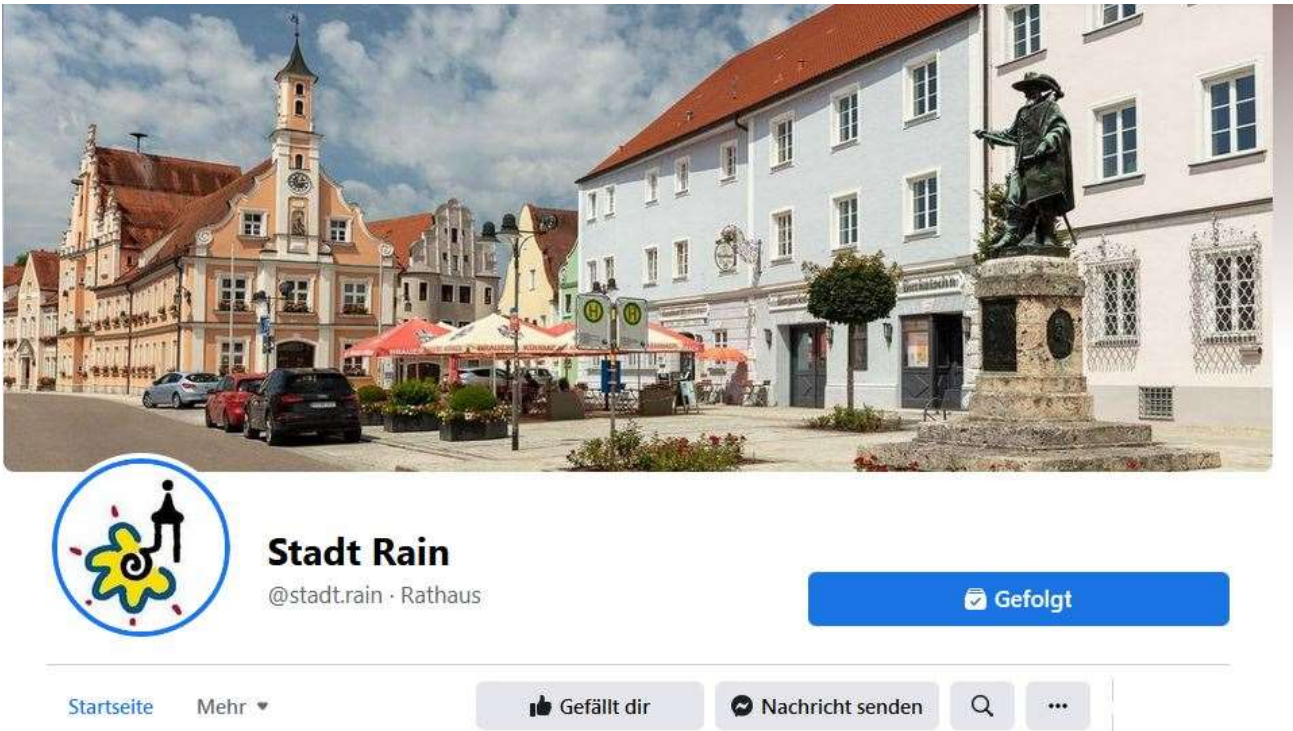 H H
Stadt Rain
@stadt.rain · Rathaus
Gefolgt
Startseite
Mehr
Gefällt dir
Nachricht senden